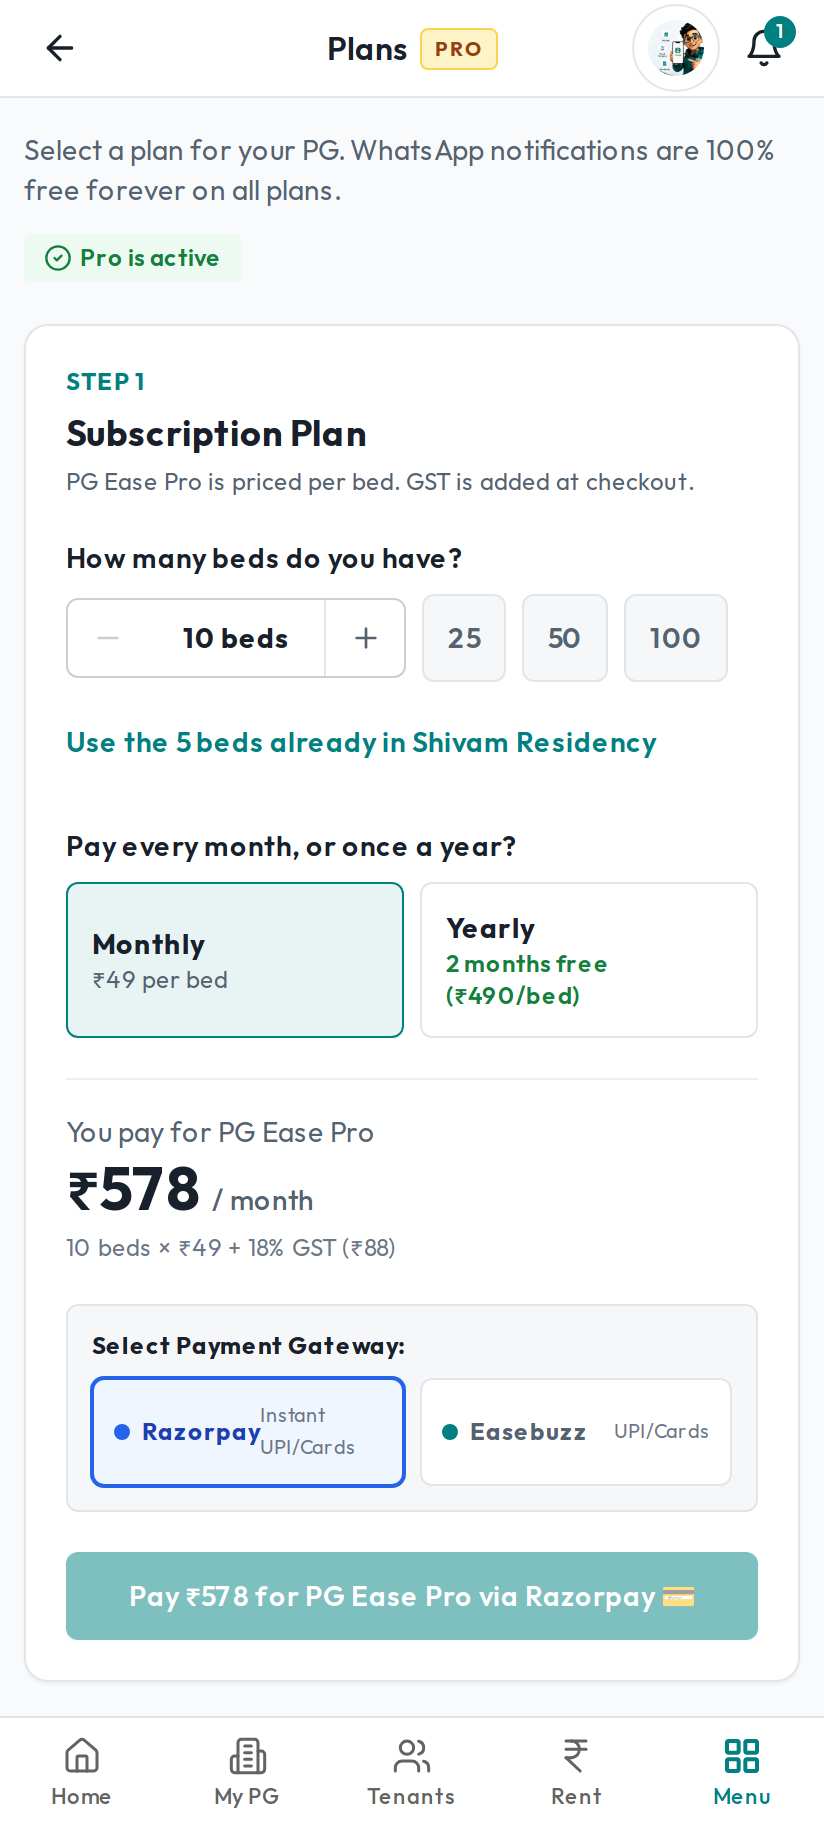 Plans PRO
1
Select a plan for your PG. WhatsApp notifications are 100%
free forever on all plans.
Pro is active
STEP 1
Subscription Plan
PG Ease Pro is priced per bed. GST is added at checkout.
How many beds do you have?
10 beds
25
50
100
Use the 5 beds already in Shivam Residency
Pay every month, or once a year?
Monthly
₹49 per bed
Yearly
2 months free
(₹490/bed)
You pay for PG Ease Pro
₹578 / month
10 beds × ₹49 + 18% GST (₹88)
Select Payment Gateway:
Razorpay
Instant
UPI/Cards
Easebuzz UPI/Cards
Pay ₹578 for PG Ease Pro via Razorpay 💳
Home
My PG
Tenants
Rent
Menu